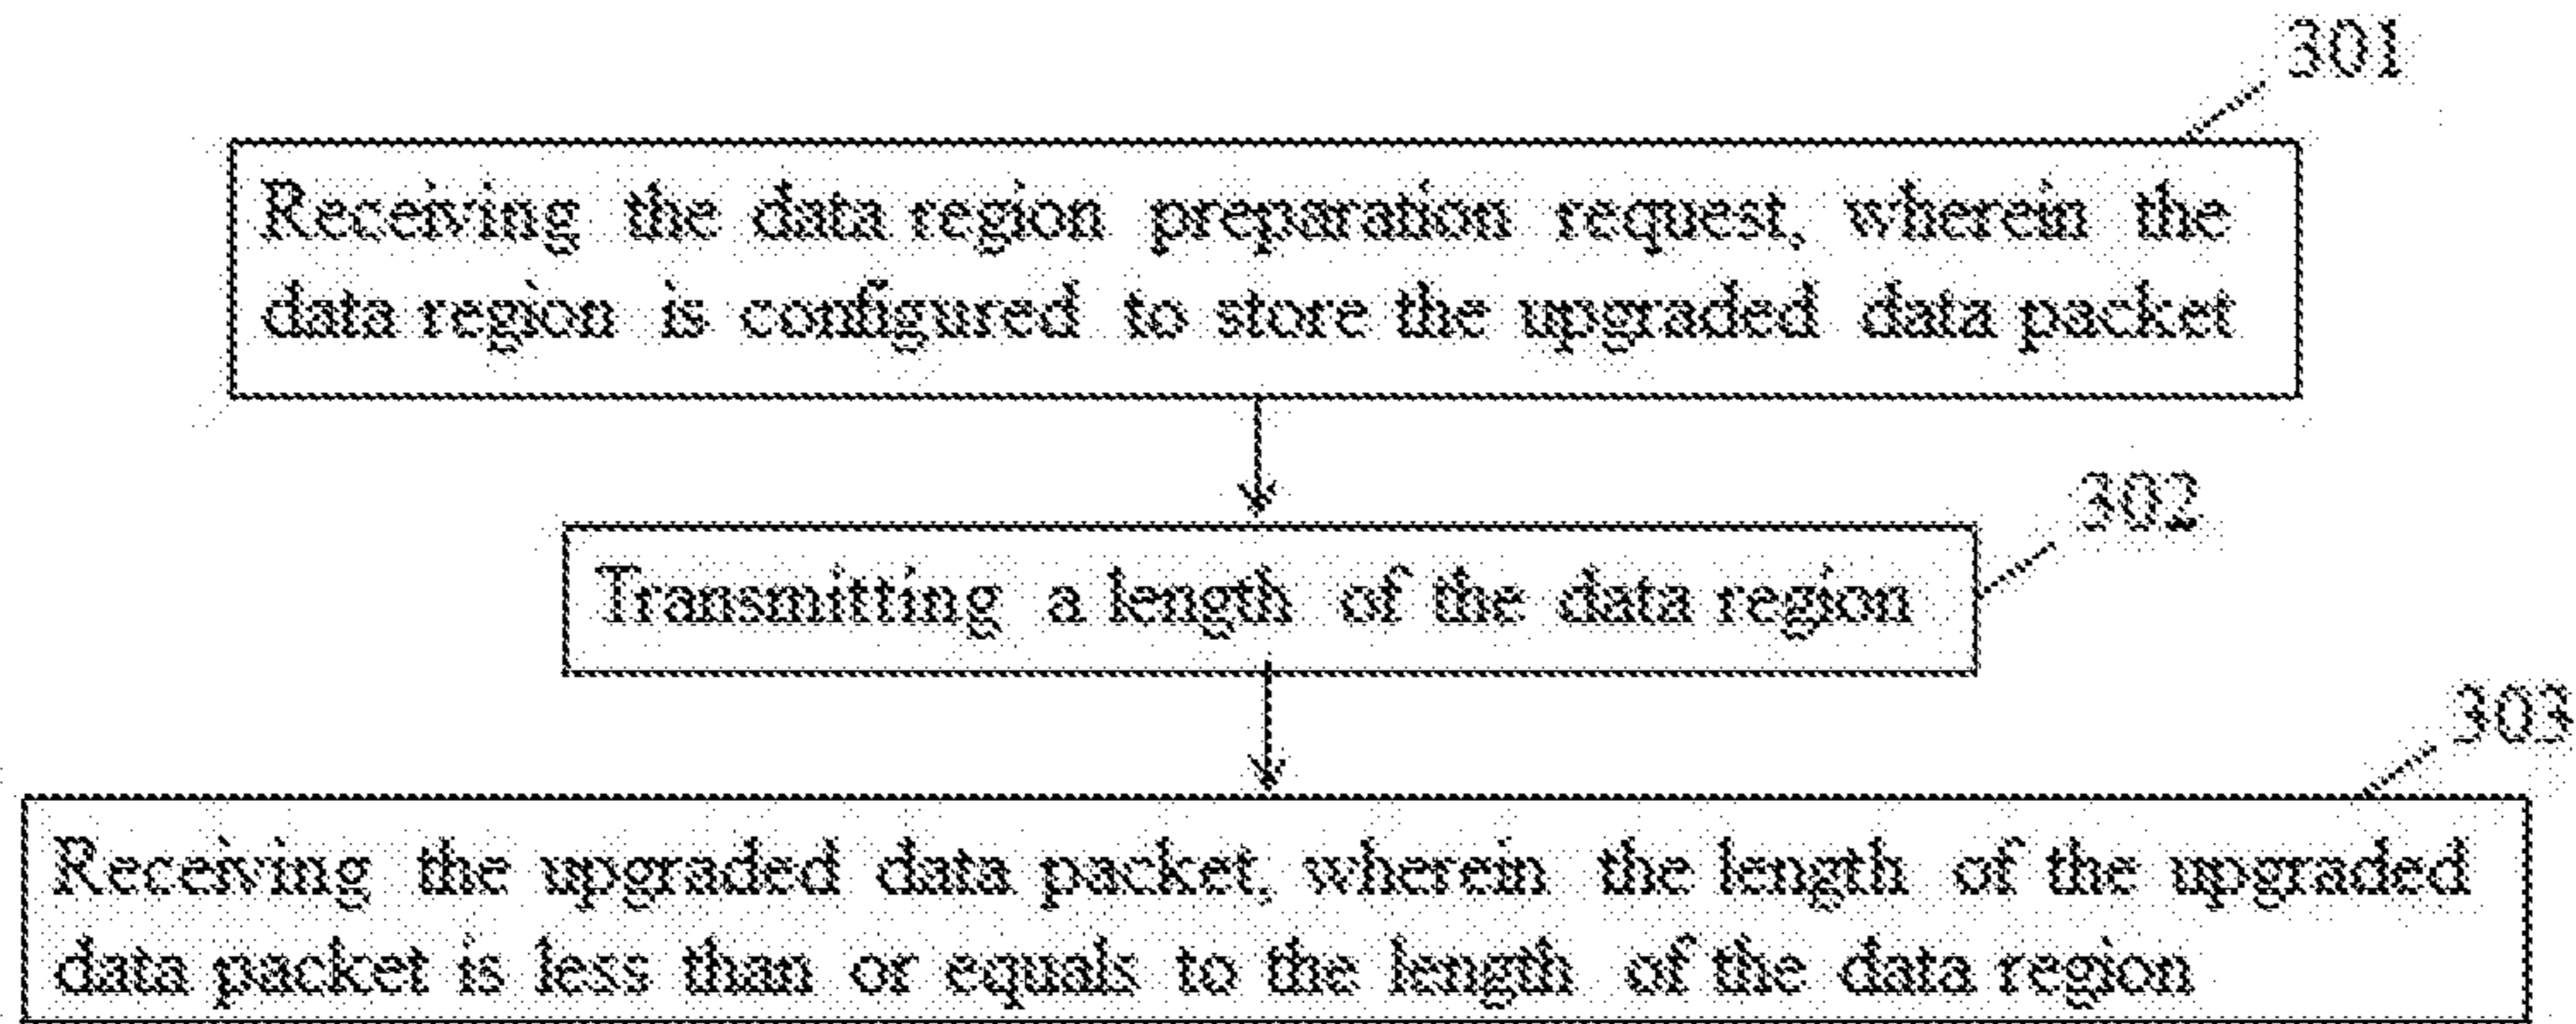 301
Receiving the data region preparation request, wherein the
data region is configured to store the upgraded data packet
302
Transmitting a length of the data region
303
Receiving the upgraded data packet, wherein the length of the upgraded
data packet is less than or equals to the length of the data region